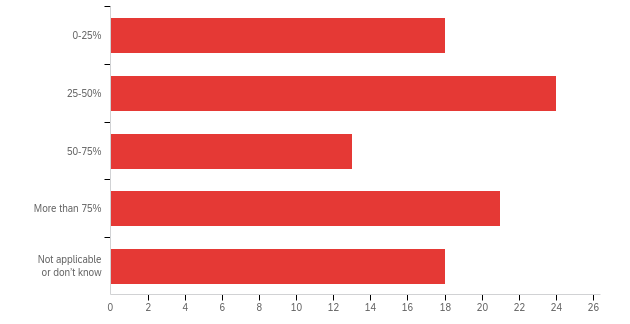 0-25%
25-50%
50-75%
More than 75%
Not applicable
or don't know
0 2 4 6 8 10 12 14 16 18 20 22 24 26